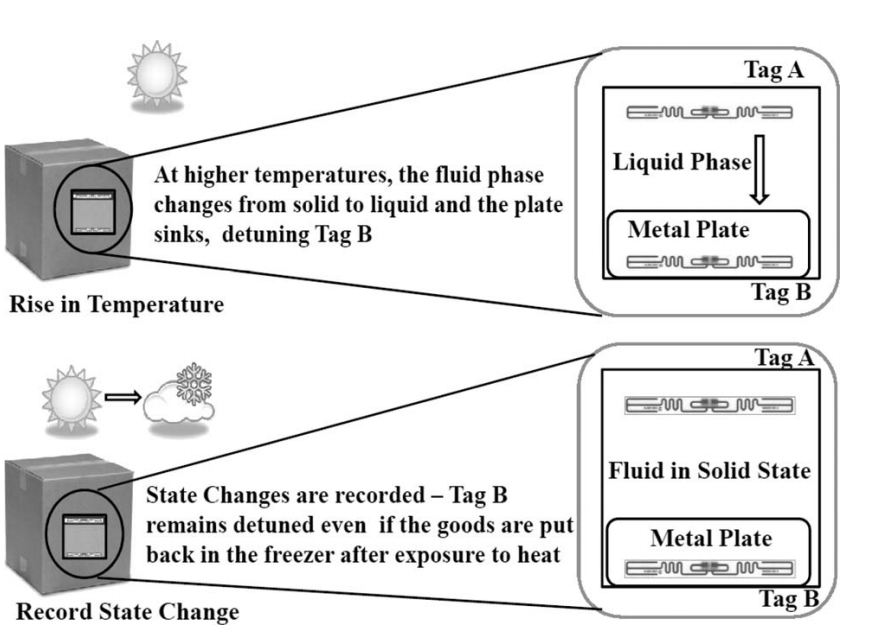 Tag A
At higher temperatures, the fluid phase
changes from solid to liquid and the plate
sinks, detuning Tag B
Liquid Phase
Metal Plate
Tag B
Rise in Temperature
Tag A
Fluid in Solid State
State Changes are recorded – Tag B
remains detuned even if the goods are put
back in the freezer after exposure to heat
Metal Plate
Tag B
Record State Change